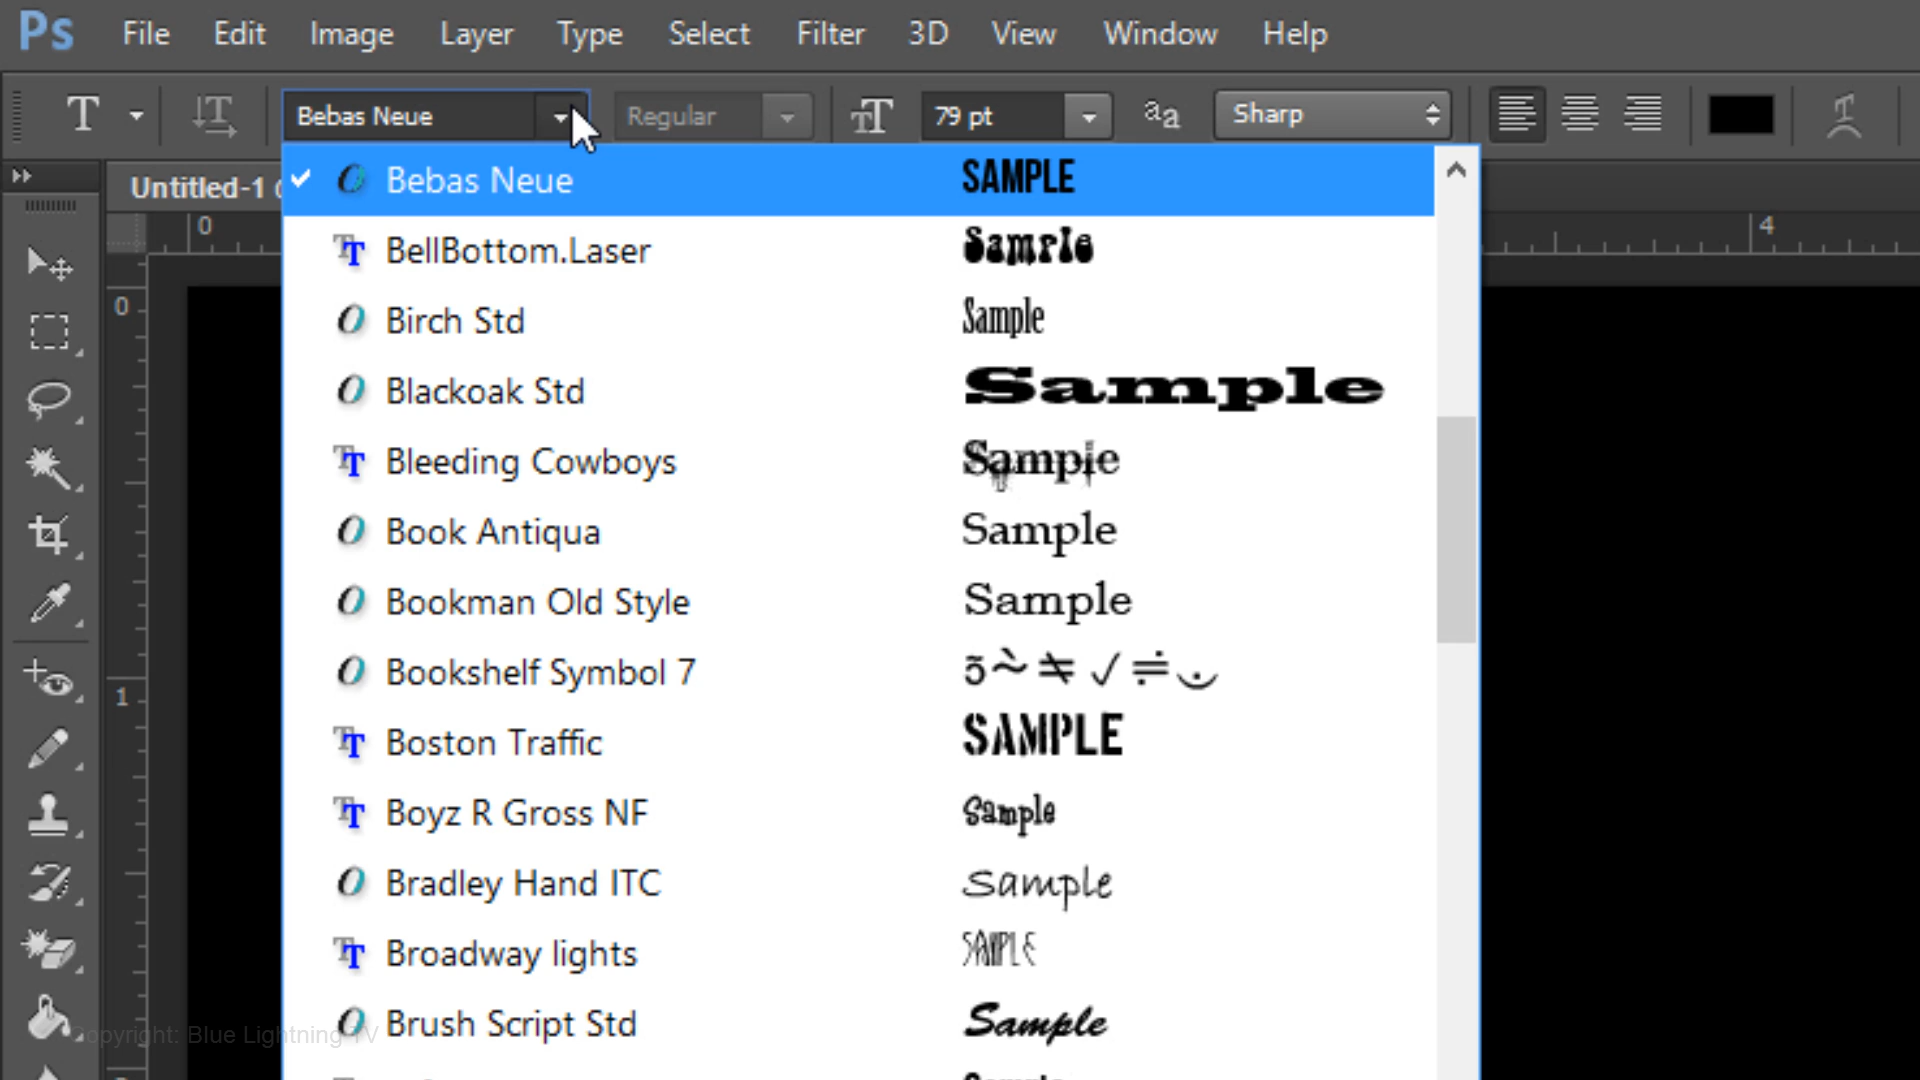 Ps File Edit Image Layer Type Select Filter 3D View Window Help
T Bebas Neue Regular 79 pt Sharp
Untitled-1
0 4
0
1
Bebas Neue SAMPLE
BellBottom.Laser Sample
Birch Std Sample
Blackoak Std Sample
Bleeding Cowboys Sample
Book Antiqua Sample
Bookman Old Style Sample
Bookshelf Symbol 7
Boston Traffic SAMPLE
Boyz R Gross NF Sample
Bradley Hand ITC Sample
Broadway lights SAMPLE
Brush Script Std Sample
Copyright: Blue Lightning TV